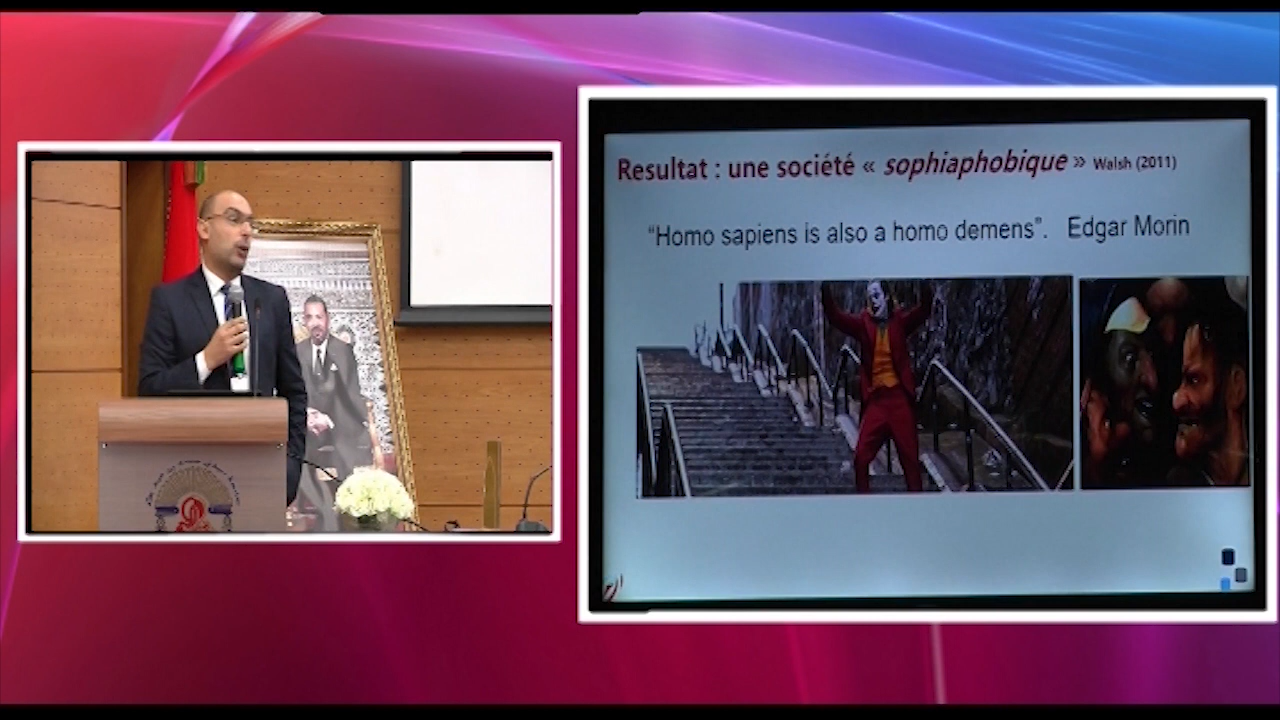 Resultat : une société « sophiaphobique » Walsh (2011)
“Homo sapiens is also a homo demens”. Edgar Morin